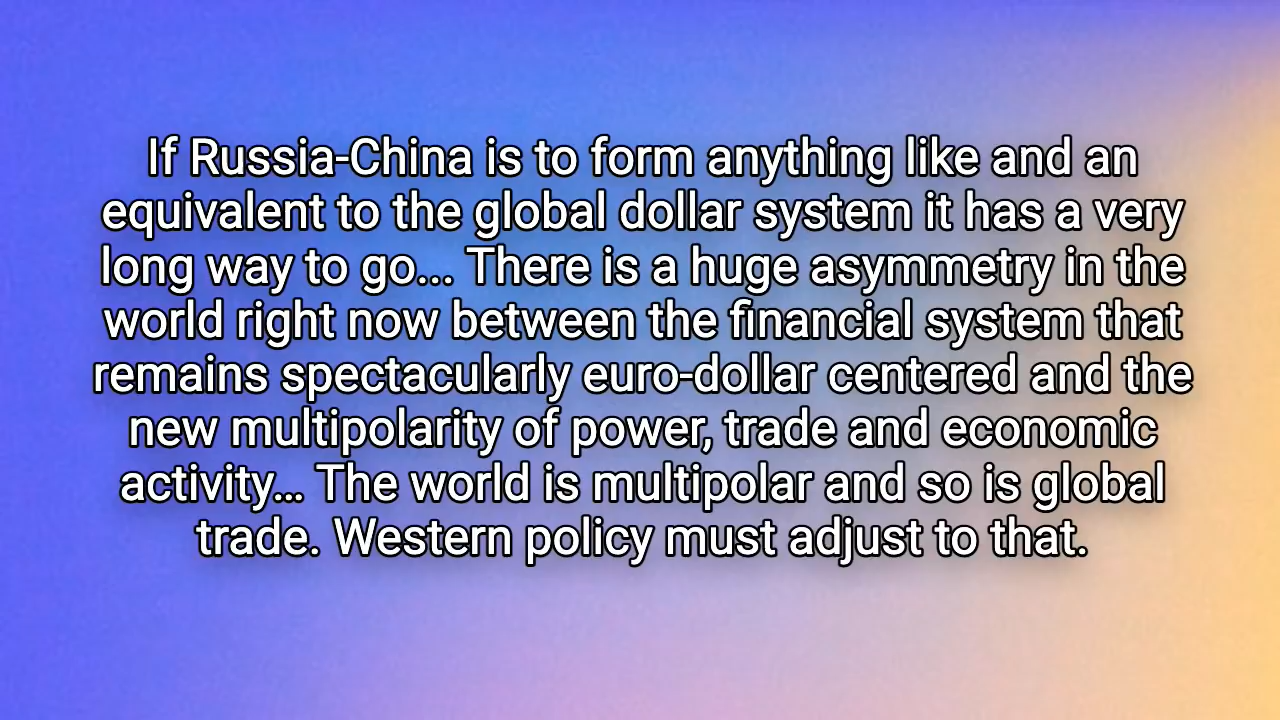 If Russia-China is to form anything like and an
equivalent to the global dollar system it has a very
long way to go... There is a huge asymmetry in the
world right now between the financial system that
remains spectacularly euro-dollar centered and the
new multipolarity of power, trade and economic
activity... The world is multipolar and so is global
trade. Western policy must adjust to that.